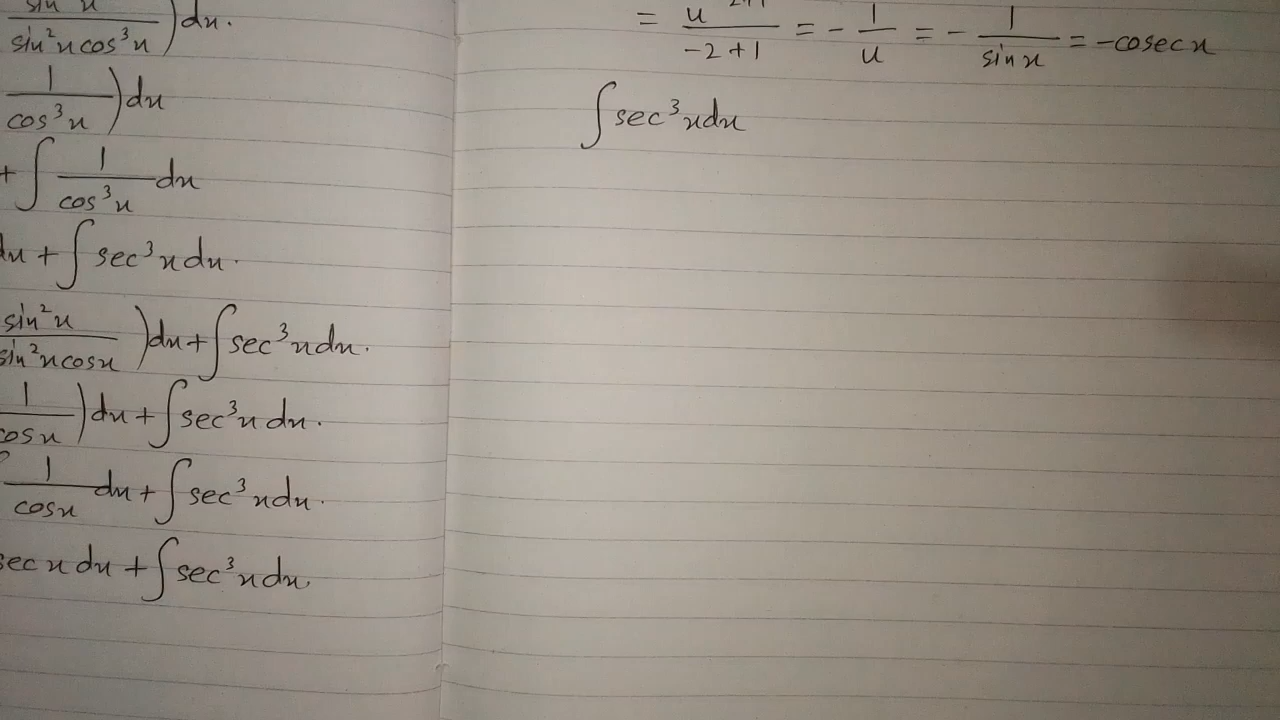 sin x / sin²x cos³x ) dx.
1 / cos³x ) dx
+ ∫ 1 / cos³x dx
dx + ∫ sec³x dx.
sin²x / sin²x cosx ) dx + ∫ sec³x dx.
1 / cosx ) dx + ∫ sec³x dx.
1 / cosx dx + ∫ sec³x dx.
sec x dx + ∫ sec³x dx.
= u / -2+1 = - 1/u = - 1/sin x = -cosec x
∫ sec³x dx